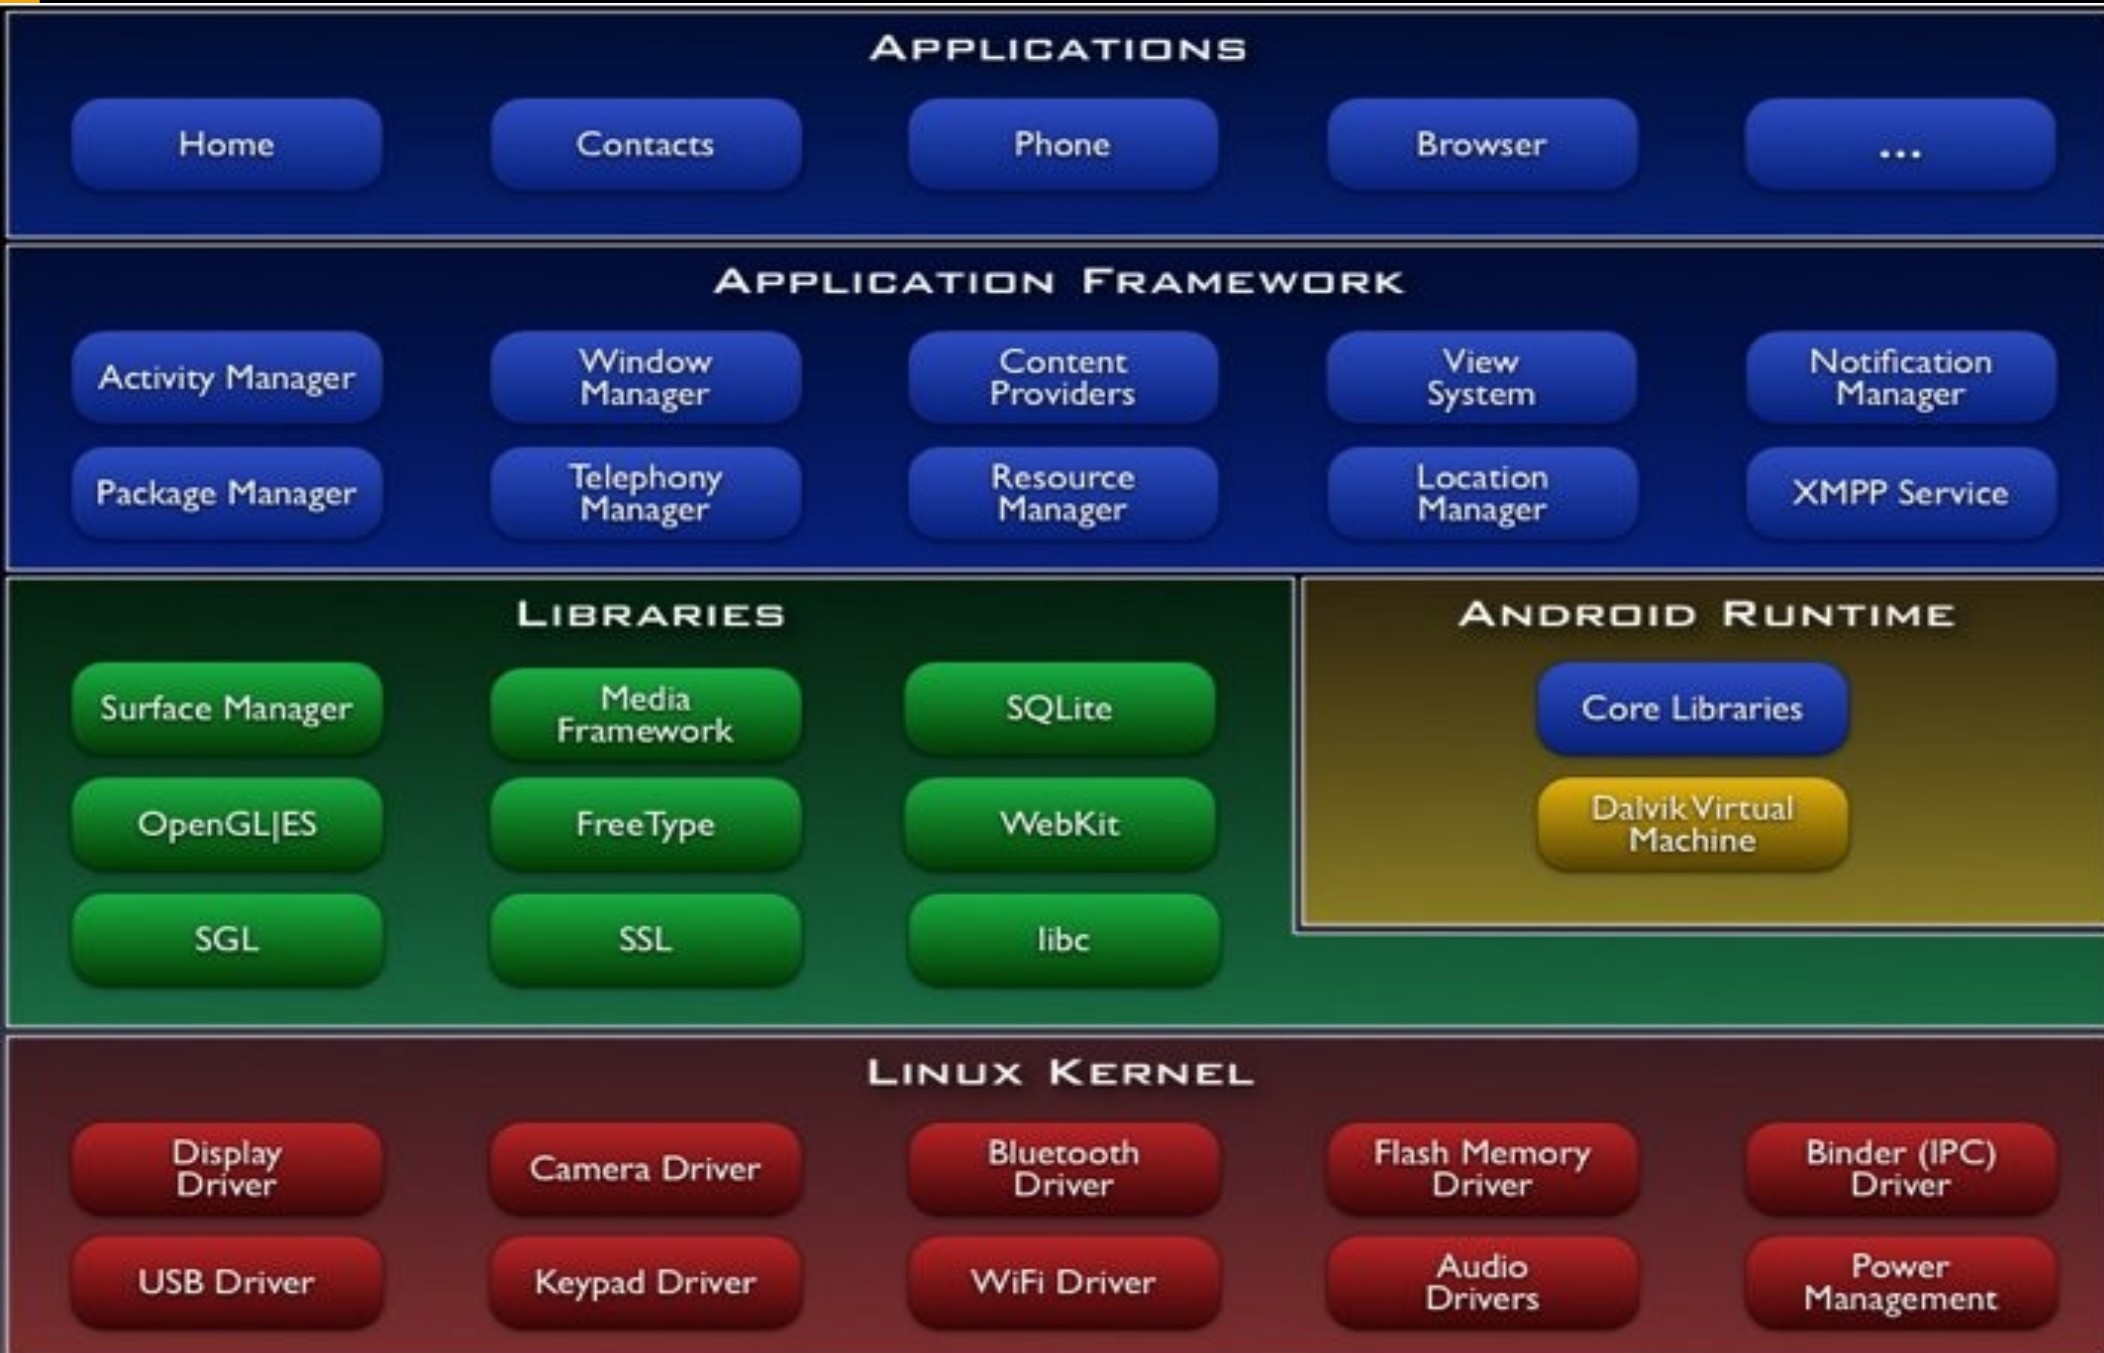 APPLICATIONS
Home
Contacts
Phone
Browser
...
APPLICATION FRAMEWORK
Activity Manager
Window
Manager
Content
Providers
View
System
Notification
Manager
Package Manager
Telephony
Manager
Resource
Manager
Location
Manager
XMPP Service
LIBRARIES
Surface Manager
Media
Framework
SQLite
OpenGL|ES
FreeType
WebKit
SGL
SSL
libc
ANDROID RUNTIME
Core Libraries
Dalvik Virtual
Machine
LINUX KERNEL
Display
Driver
Camera Driver
Bluetooth
Driver
Flash Memory
Driver
Binder (IPC)
Driver
USB Driver
Keypad Driver
WiFi Driver
Audio
Drivers
Power
Management